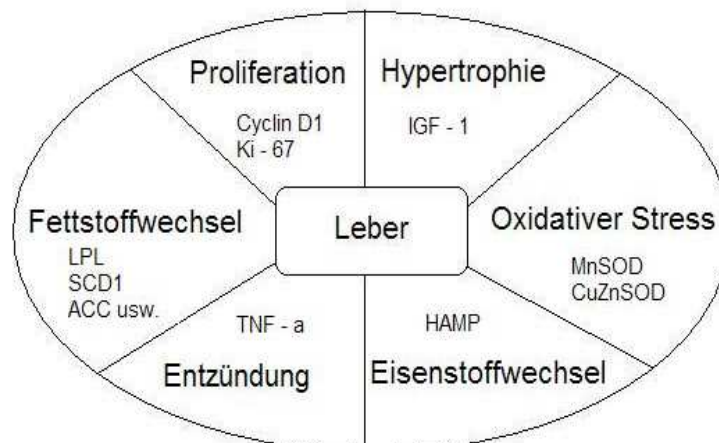 Proliferation
Cyclin D1
Ki - 67
Hypertrophie
IGF - 1
Fettstoffwechsel
LPL
SCD1
ACC usw.
Leber
Oxidativer Stress
MnSOD
CuZnSOD
TNF - a
Entzündung
HAMP
Eisenstoffwechsel